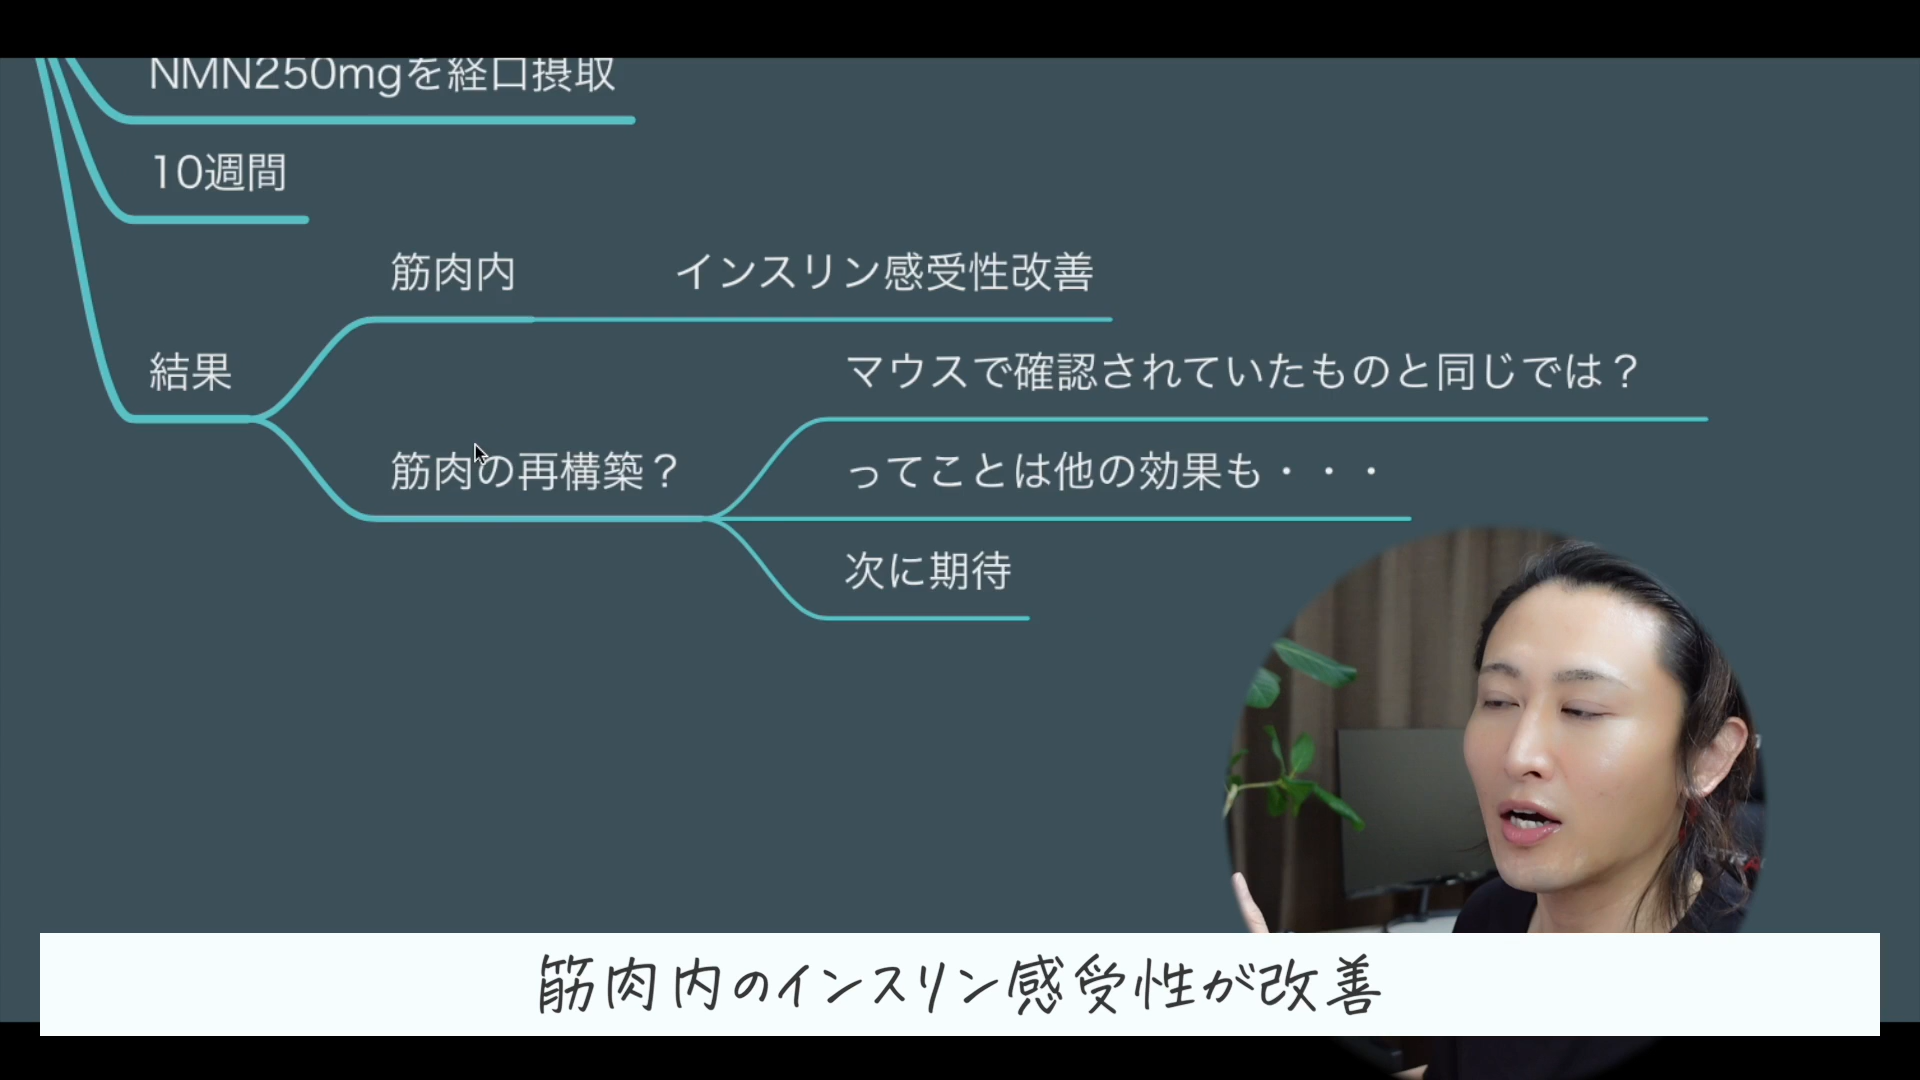 NMN250mgを経口摂取
10週間
筋肉内
インスリン感受性改善
結果
マウスで確認されていたものと同じでは？
筋肉の再構築？
ってことは他の効果も・・・
次に期待
筋肉内のインスリン感受性が改善